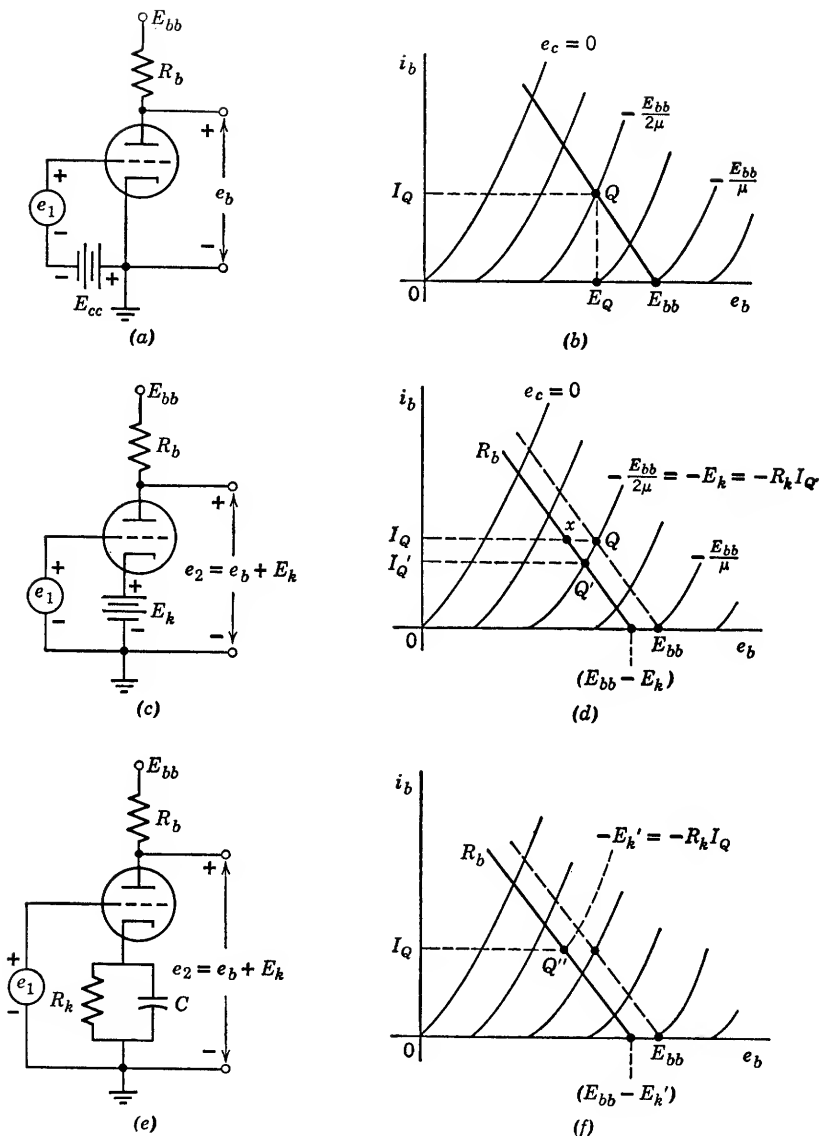 E_bb
R_b
+
e_b
−
+
e_1
−
−
+
E_cc
(a)
i_b
e_c = 0
−E_bb/2μ
−E_bb/μ
I_Q
Q
0
E_Q
E_bb
e_b
(b)
E_bb
R_b
+
e_2 = e_b + E_k
−
+
e_1
−
+
E_k
−
(c)
i_b
e_c = 0
R_b
−E_bb/2μ = −E_k = −R_k I_Q'
−E_bb/μ
x
Q
I_Q
I_Q'
Q'
0
E_bb
e_b
(E_bb − E_k)
(d)
E_bb
R_b
+
e_2 = e_b + E_k
−
+
e_1
−
R_k
C
(e)
i_b
R_b
−E_k' = −R_k I_Q
I_Q
Q''
0
E_bb
e_b
(E_bb − E_k')
(f)